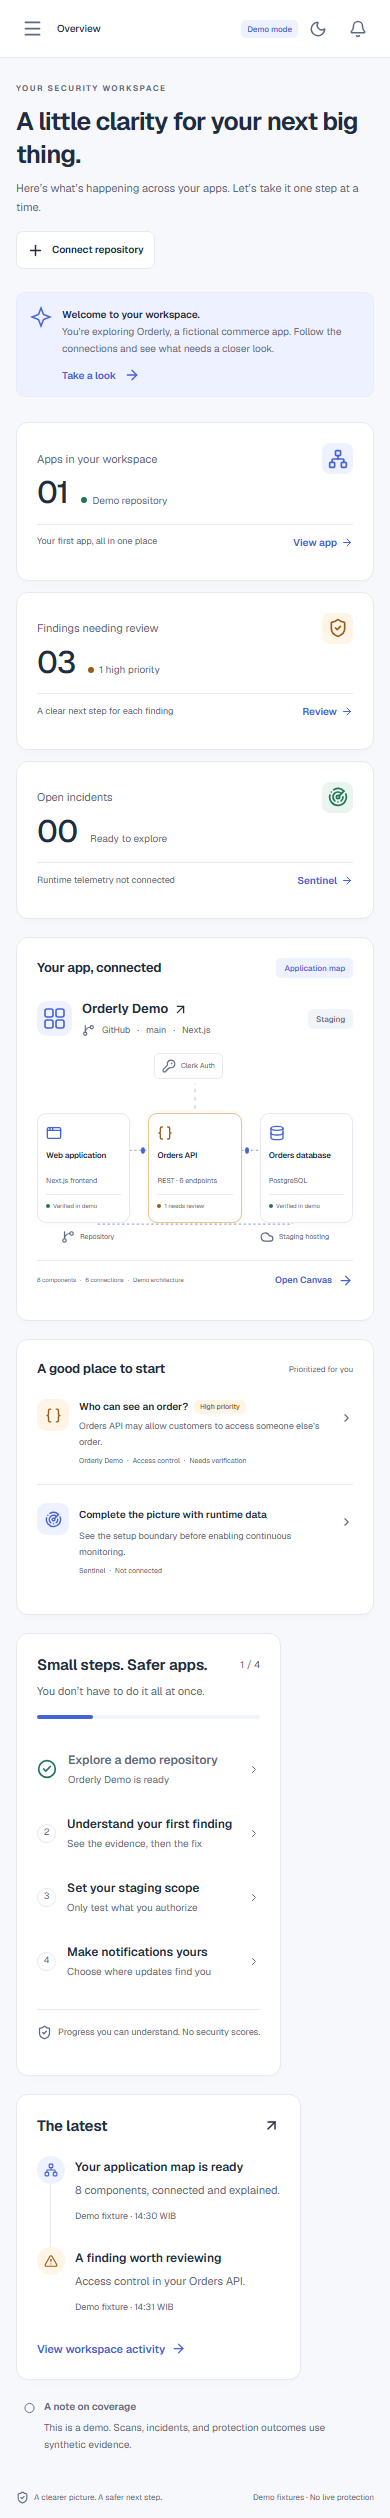 Overview
Demo mode
YOUR SECURITY WORKSPACE
A little clarity for your next big
thing.
Here's what's happening across your apps. Let's take it one step at a
time.
Connect repository
Welcome to your workspace.
You're exploring Orderly, a fictional commerce app. Follow the
connections and see what needs a closer look.
Take a look
Apps in your workspace
01 Demo repository
Your first app, all in one place
View app
Findings needing review
03 1 high priority
A clear next step for each finding
Review
Open incidents
00 Ready to explore
Runtime telemetry not connected
Sentinel
Your app, connected
Application map
Orderly Demo
GitHub · main · Next.js
Staging
Clerk Auth
Web application
Next.js frontend
Verified in demo
Orders API
REST · 6 endpoints
1 needs review
Orders database
PostgreSQL
Verified in demo
Repository
Staging hosting
8 components · 6 connections · Demo architecture
Open Canvas
A good place to start
Prioritized for you
Who can see an order? High priority
Orders API may allow customers to access someone else's
order.
Orderly Demo · Access control · Needs verification
Complete the picture with runtime data
See the setup boundary before enabling continuous
monitoring.
Sentinel · Not connected
Small steps. Safer apps.
1 / 4
You don't have to do it all at once.
Explore a demo repository
Orderly Demo is ready
2
Understand your first finding
See the evidence, then the fix
3
Set your staging scope
Only test what you authorize
4
Make notifications yours
Choose where updates find you
Progress you can understand. No security scores.
The latest
Your application map is ready
8 components, connected and explained.
Demo fixture · 14:30 WIB
A finding worth reviewing
Access control in your Orders API.
Demo fixture · 14:31 WIB
View workspace activity
A note on coverage
This is a demo. Scans, incidents, and protection outcomes use
synthetic evidence.
A clearer picture. A safer next step.
Demo fixtures · No live protection